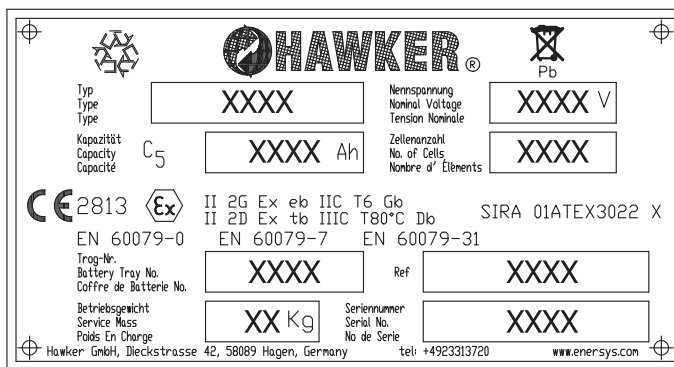 HAWKER®
Pb
Typ
Type
Type
XXXX
Nennspannung
Nominal Voltage
Tension Nominale
XXXX V
Kapazität
Capacity
Capacité
C5
XXXX Ah
Zellenanzahl
No. of Cells
Nombre d' Éléments
XXXX
CE 2813 Ex II 2G Ex eb IIC T6 Gb
II 2D Ex tb IIIC T80°C Db
SIRA 01ATEX3022 X
EN 60079-0 EN 60079-7 EN 60079-31
Trog-Nr.
Battery Tray No.
Coffre de Batterie No.
XXXX
Ref
XXXX
Betriebsgewicht
Service Mass
Poids En Charge
XX Kg
Seriennummer
Serial No.
No de Serie
XXXX
Hawker GmbH, Dieckstrasse 42, 58089 Hagen, Germany tel: +4923313720 www.enersys.com